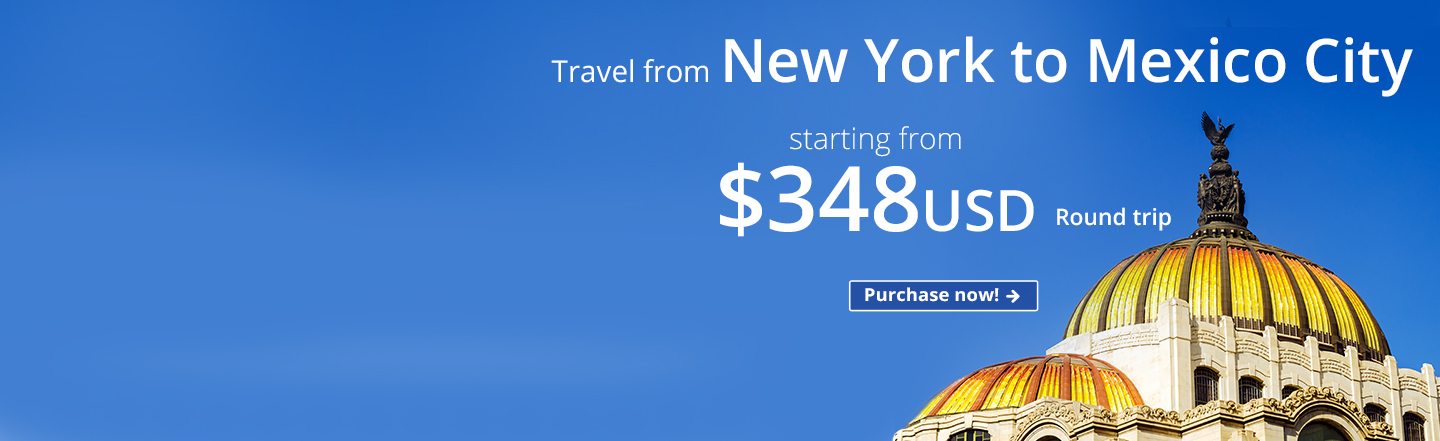 Travel from New York to Mexico City
starting from
$348USD Round trip
Purchase now! →